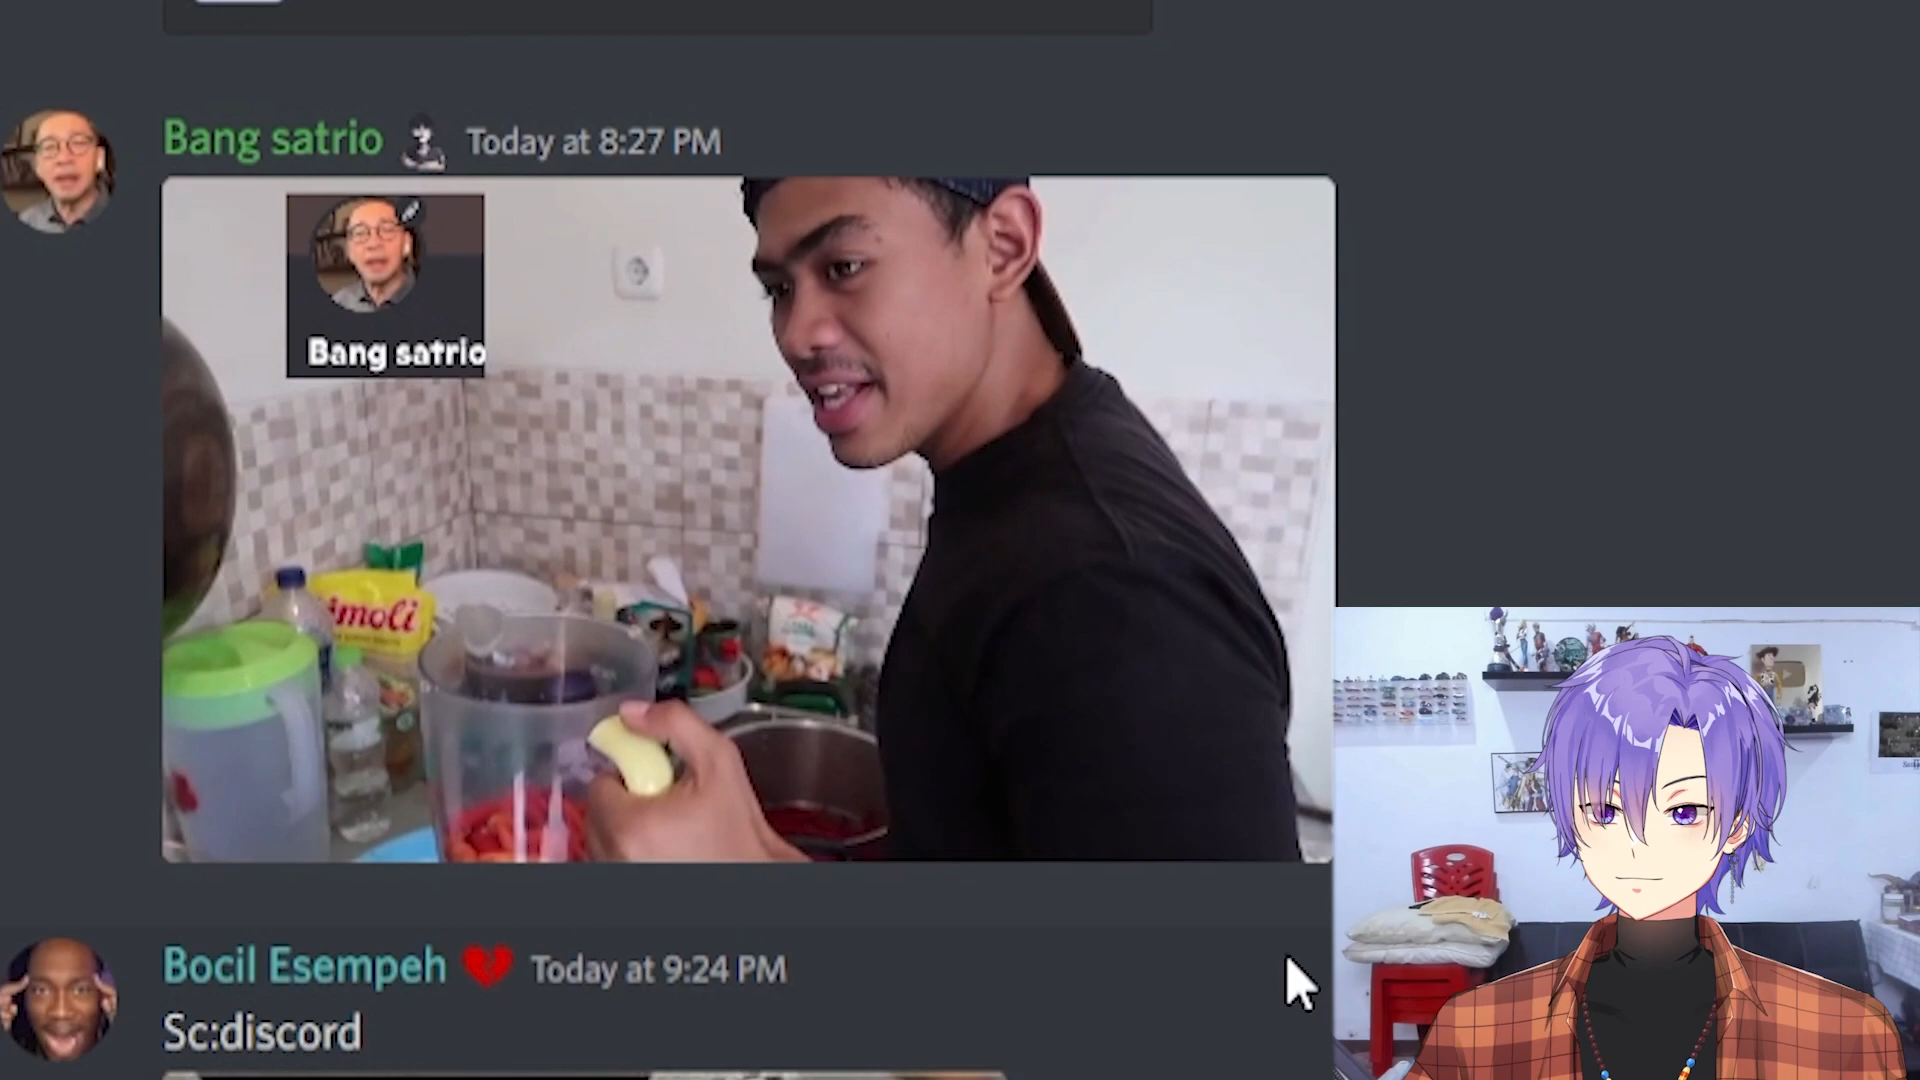 Bang satrio Today at 8:27 PM
Bang satrio
imoli
Bocil Esempeh Today at 9:24 PM
Sc:discord